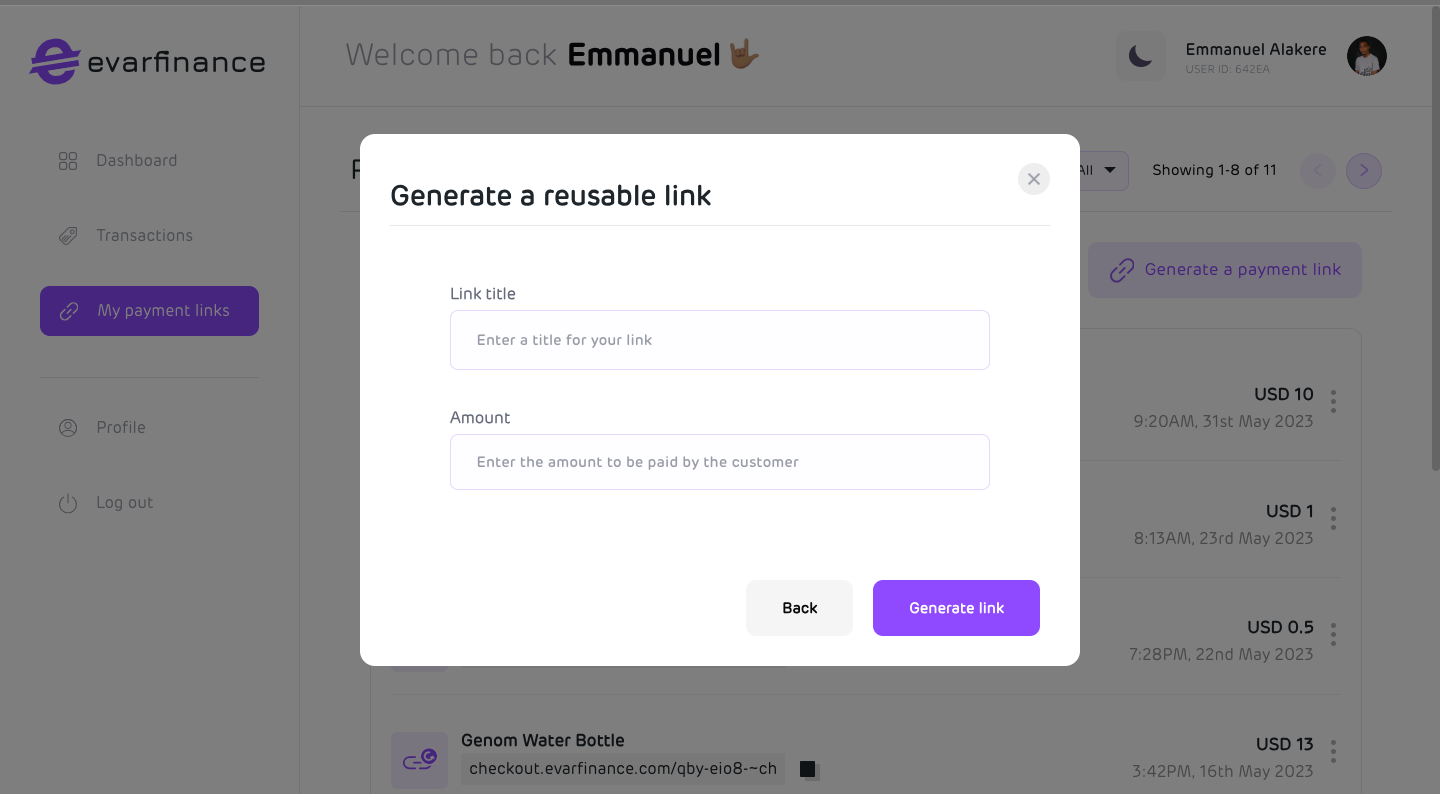 evarfinance
Welcome back Emmanuel
Emmanuel Alakere
USER ID: 642EA
Dashboard
Transactions
My payment links
Profile
Log out
All
Showing 1-8 of 11
Generate a payment link
Generate a reusable link
Link title
Enter a title for your link
Amount
Enter the amount to be paid by the customer
Back
Generate link
USD 10
9:20AM, 31st May 2023
USD 1
8:13AM, 23rd May 2023
USD 0.5
7:28PM, 22nd May 2023
Genom Water Bottle
checkout.evarfinance.com/qby-eio8-~ch
USD 13
3:42PM, 16th May 2023